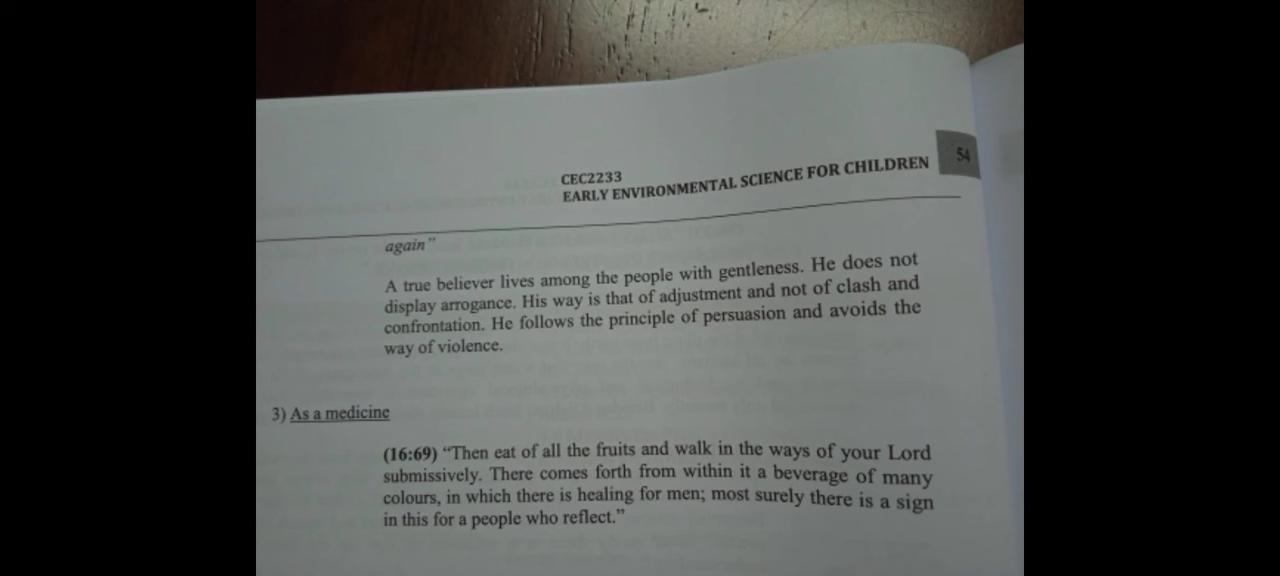 CEC2233
EARLY ENVIRONMENTAL SCIENCE FOR CHILDREN
54
again"
A true believer lives among the people with gentleness. He does not
display arrogance. His way is that of adjustment and not of clash and
confrontation. He follows the principle of persuasion and avoids the
way of violence.
3) As a medicine
(16:69) “Then eat of all the fruits and walk in the ways of your Lord
submissively. There comes forth from within it a beverage of many
colours, in which there is healing for men; most surely there is a sign
in this for a people who reflect.”